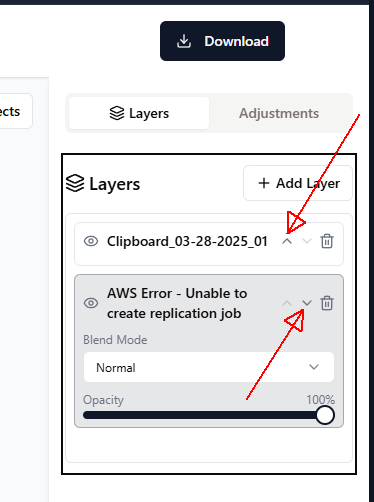 Download
ects
Layers
Adjustments
Layers
+ Add Layer
Clipboard_03-28-2025_01
AWS Error - Unable to
create replication job
Blend Mode
Normal
Opacity
100%